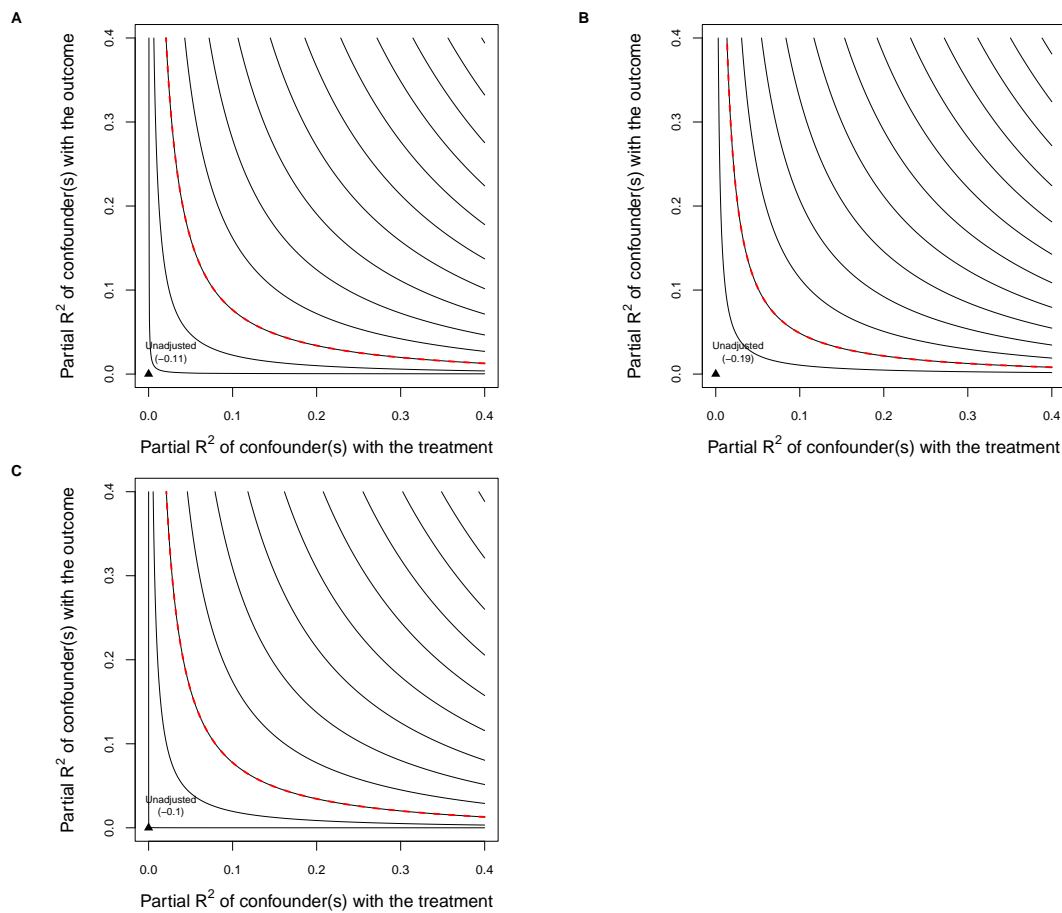 A
Partial R² of confounder(s) with the outcome
0.4
0.3
0.2
0.1
0.0
Unadjusted
(−0.11)
0.0 0.1 0.2 0.3 0.4
Partial R² of confounder(s) with the treatment
B
Partial R² of confounder(s) with the outcome
0.4
0.3
0.2
0.1
0.0
Unadjusted
(−0.19)
0.0 0.1 0.2 0.3 0.4
Partial R² of confounder(s) with the treatment
C
Partial R² of confounder(s) with the outcome
0.4
0.3
0.2
0.1
0.0
Unadjusted
(−0.1)
0.0 0.1 0.2 0.3 0.4
Partial R² of confounder(s) with the treatment